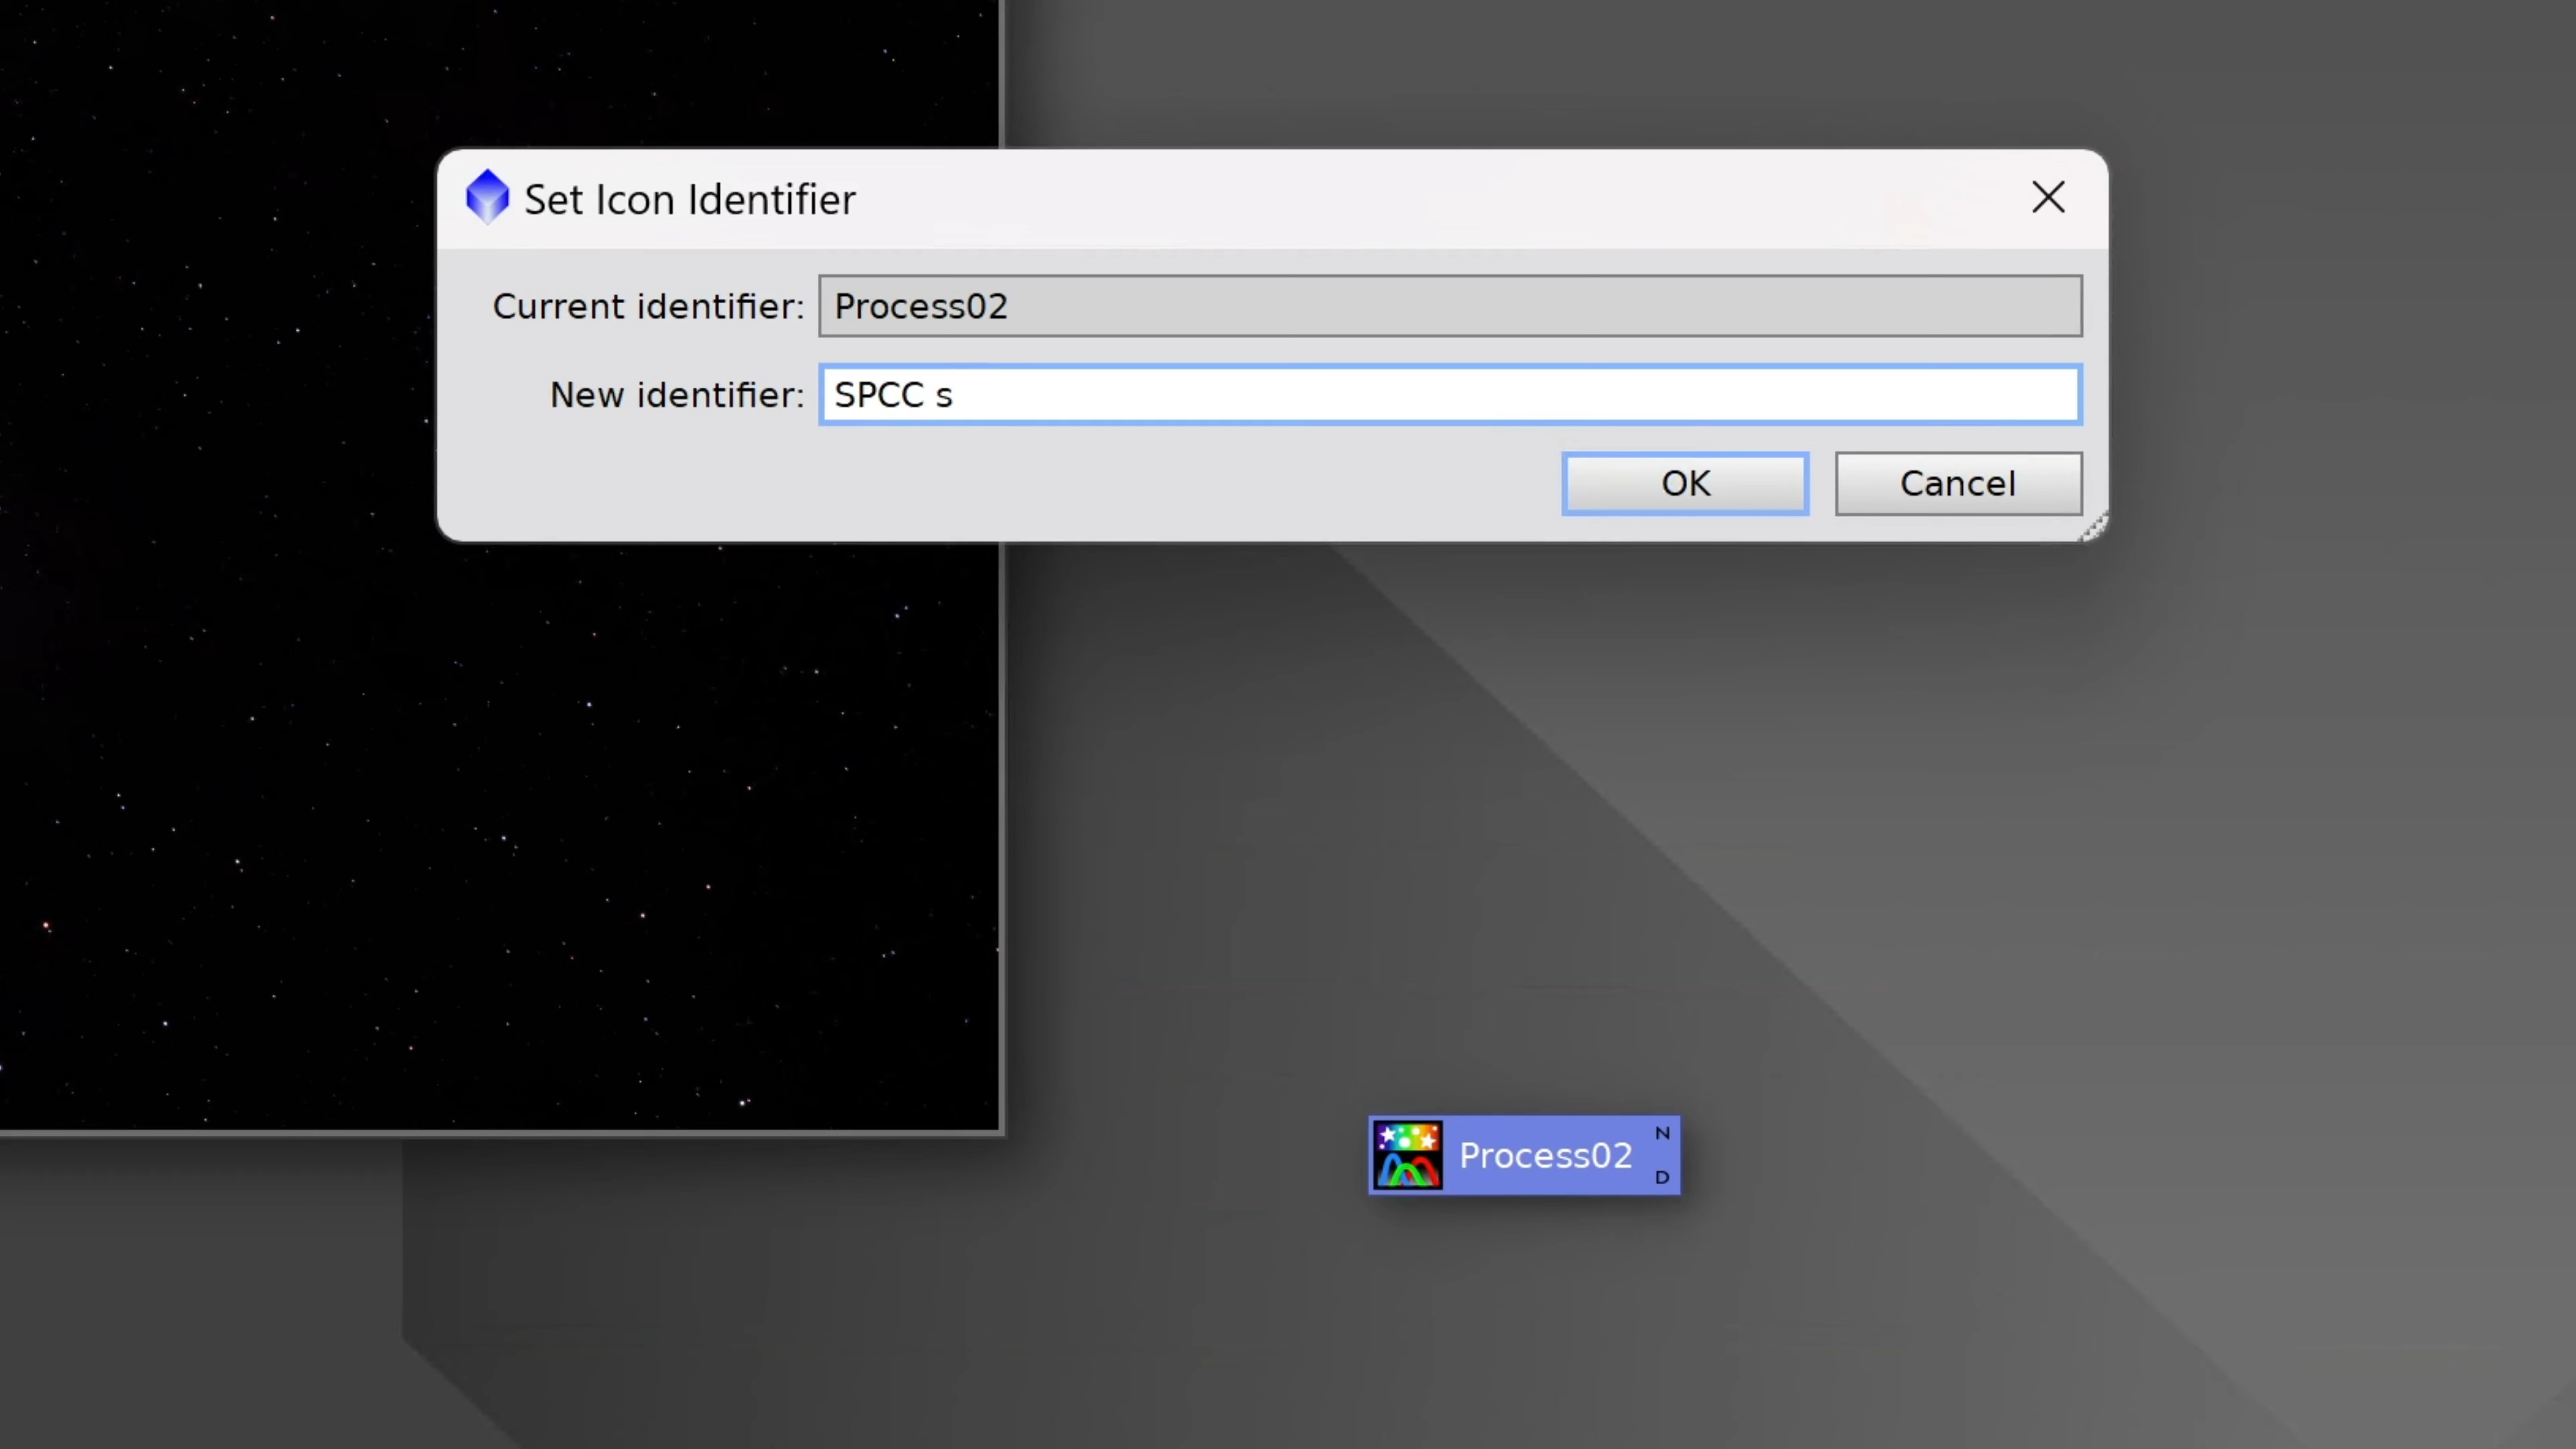 Set Icon Identifier
Current identifier: Process02
New identifier: SPCC s
OK Cancel
Process02 N
D